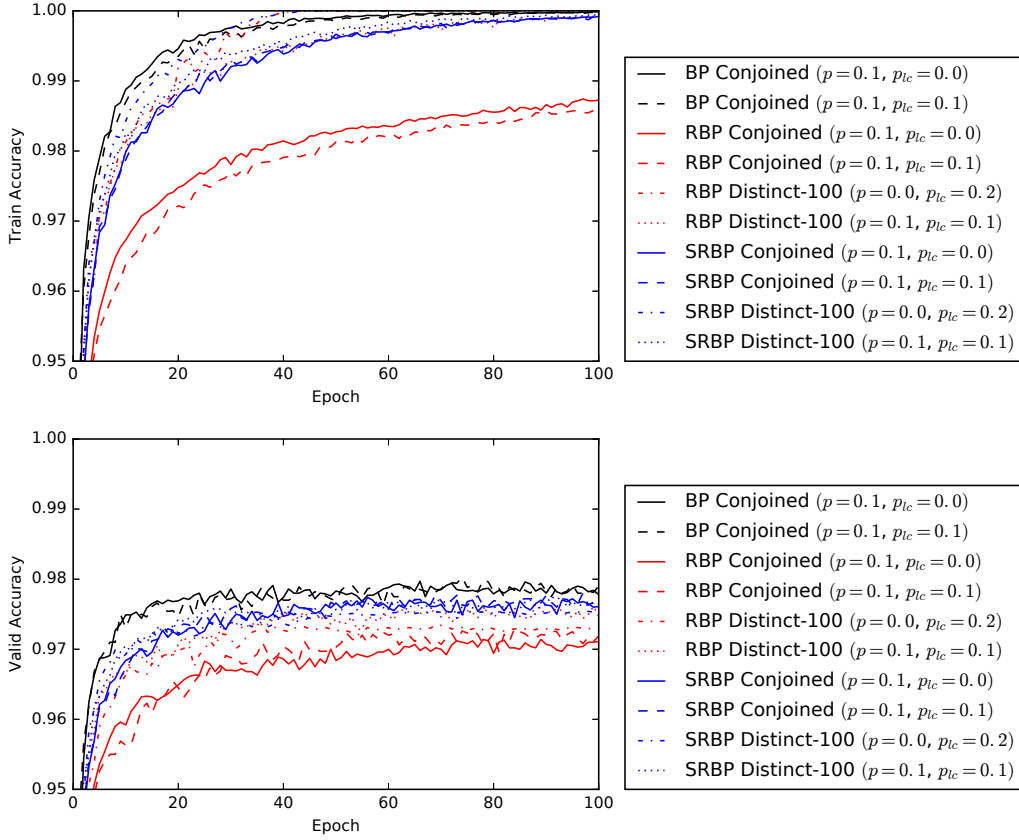 1.00
0.99
0.98
0.97
0.96
0.95
Train Accuracy
0 20 40 60 80 100
Epoch
BP Conjoined (p=0.1, p_lc=0.0)
BP Conjoined (p=0.1, p_lc=0.1)
RBP Conjoined (p=0.1, p_lc=0.0)
RBP Conjoined (p=0.1, p_lc=0.1)
RBP Distinct-100 (p=0.0, p_lc=0.2)
RBP Distinct-100 (p=0.1, p_lc=0.1)
SRBP Conjoined (p=0.1, p_lc=0.0)
SRBP Conjoined (p=0.1, p_lc=0.1)
SRBP Distinct-100 (p=0.0, p_lc=0.2)
SRBP Distinct-100 (p=0.1, p_lc=0.1)
1.00
0.99
0.98
0.97
0.96
0.95
Valid Accuracy
0 20 40 60 80 100
Epoch
BP Conjoined (p=0.1, p_lc=0.0)
BP Conjoined (p=0.1, p_lc=0.1)
RBP Conjoined (p=0.1, p_lc=0.0)
RBP Conjoined (p=0.1, p_lc=0.1)
RBP Distinct-100 (p=0.0, p_lc=0.2)
RBP Distinct-100 (p=0.1, p_lc=0.1)
SRBP Conjoined (p=0.1, p_lc=0.0)
SRBP Conjoined (p=0.1, p_lc=0.1)
SRBP Distinct-100 (p=0.0, p_lc=0.2)
SRBP Distinct-100 (p=0.1, p_lc=0.1)